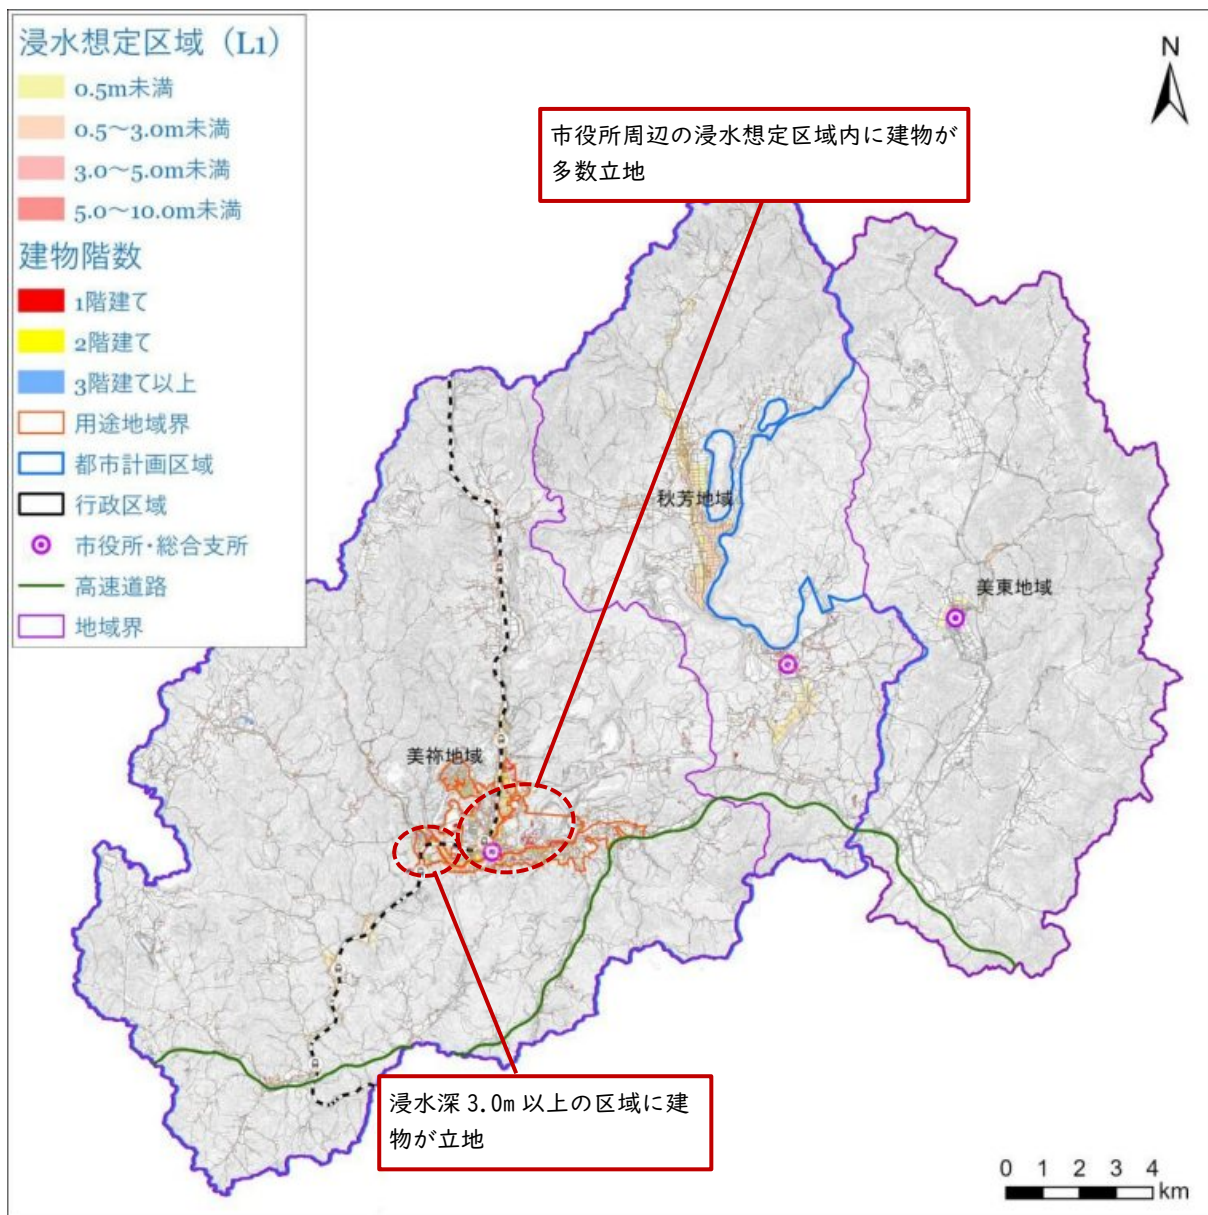 浸水想定区域（L1）
0.5m未満
0.5～3.0m未満
3.0～5.0m未満
5.0～10.0m未満
建物階数
1階建て
2階建て
3階建て以上
用途地域界
都市計画区域
行政区域
市役所・総合支所
高速道路
地域界
N
市役所周辺の浸水想定区域内に建物が
多数立地
秋芳地域
美東地域
美祢地域
浸水深 3.0m 以上の区域に建
物が立地
0 1 2 3 4
km